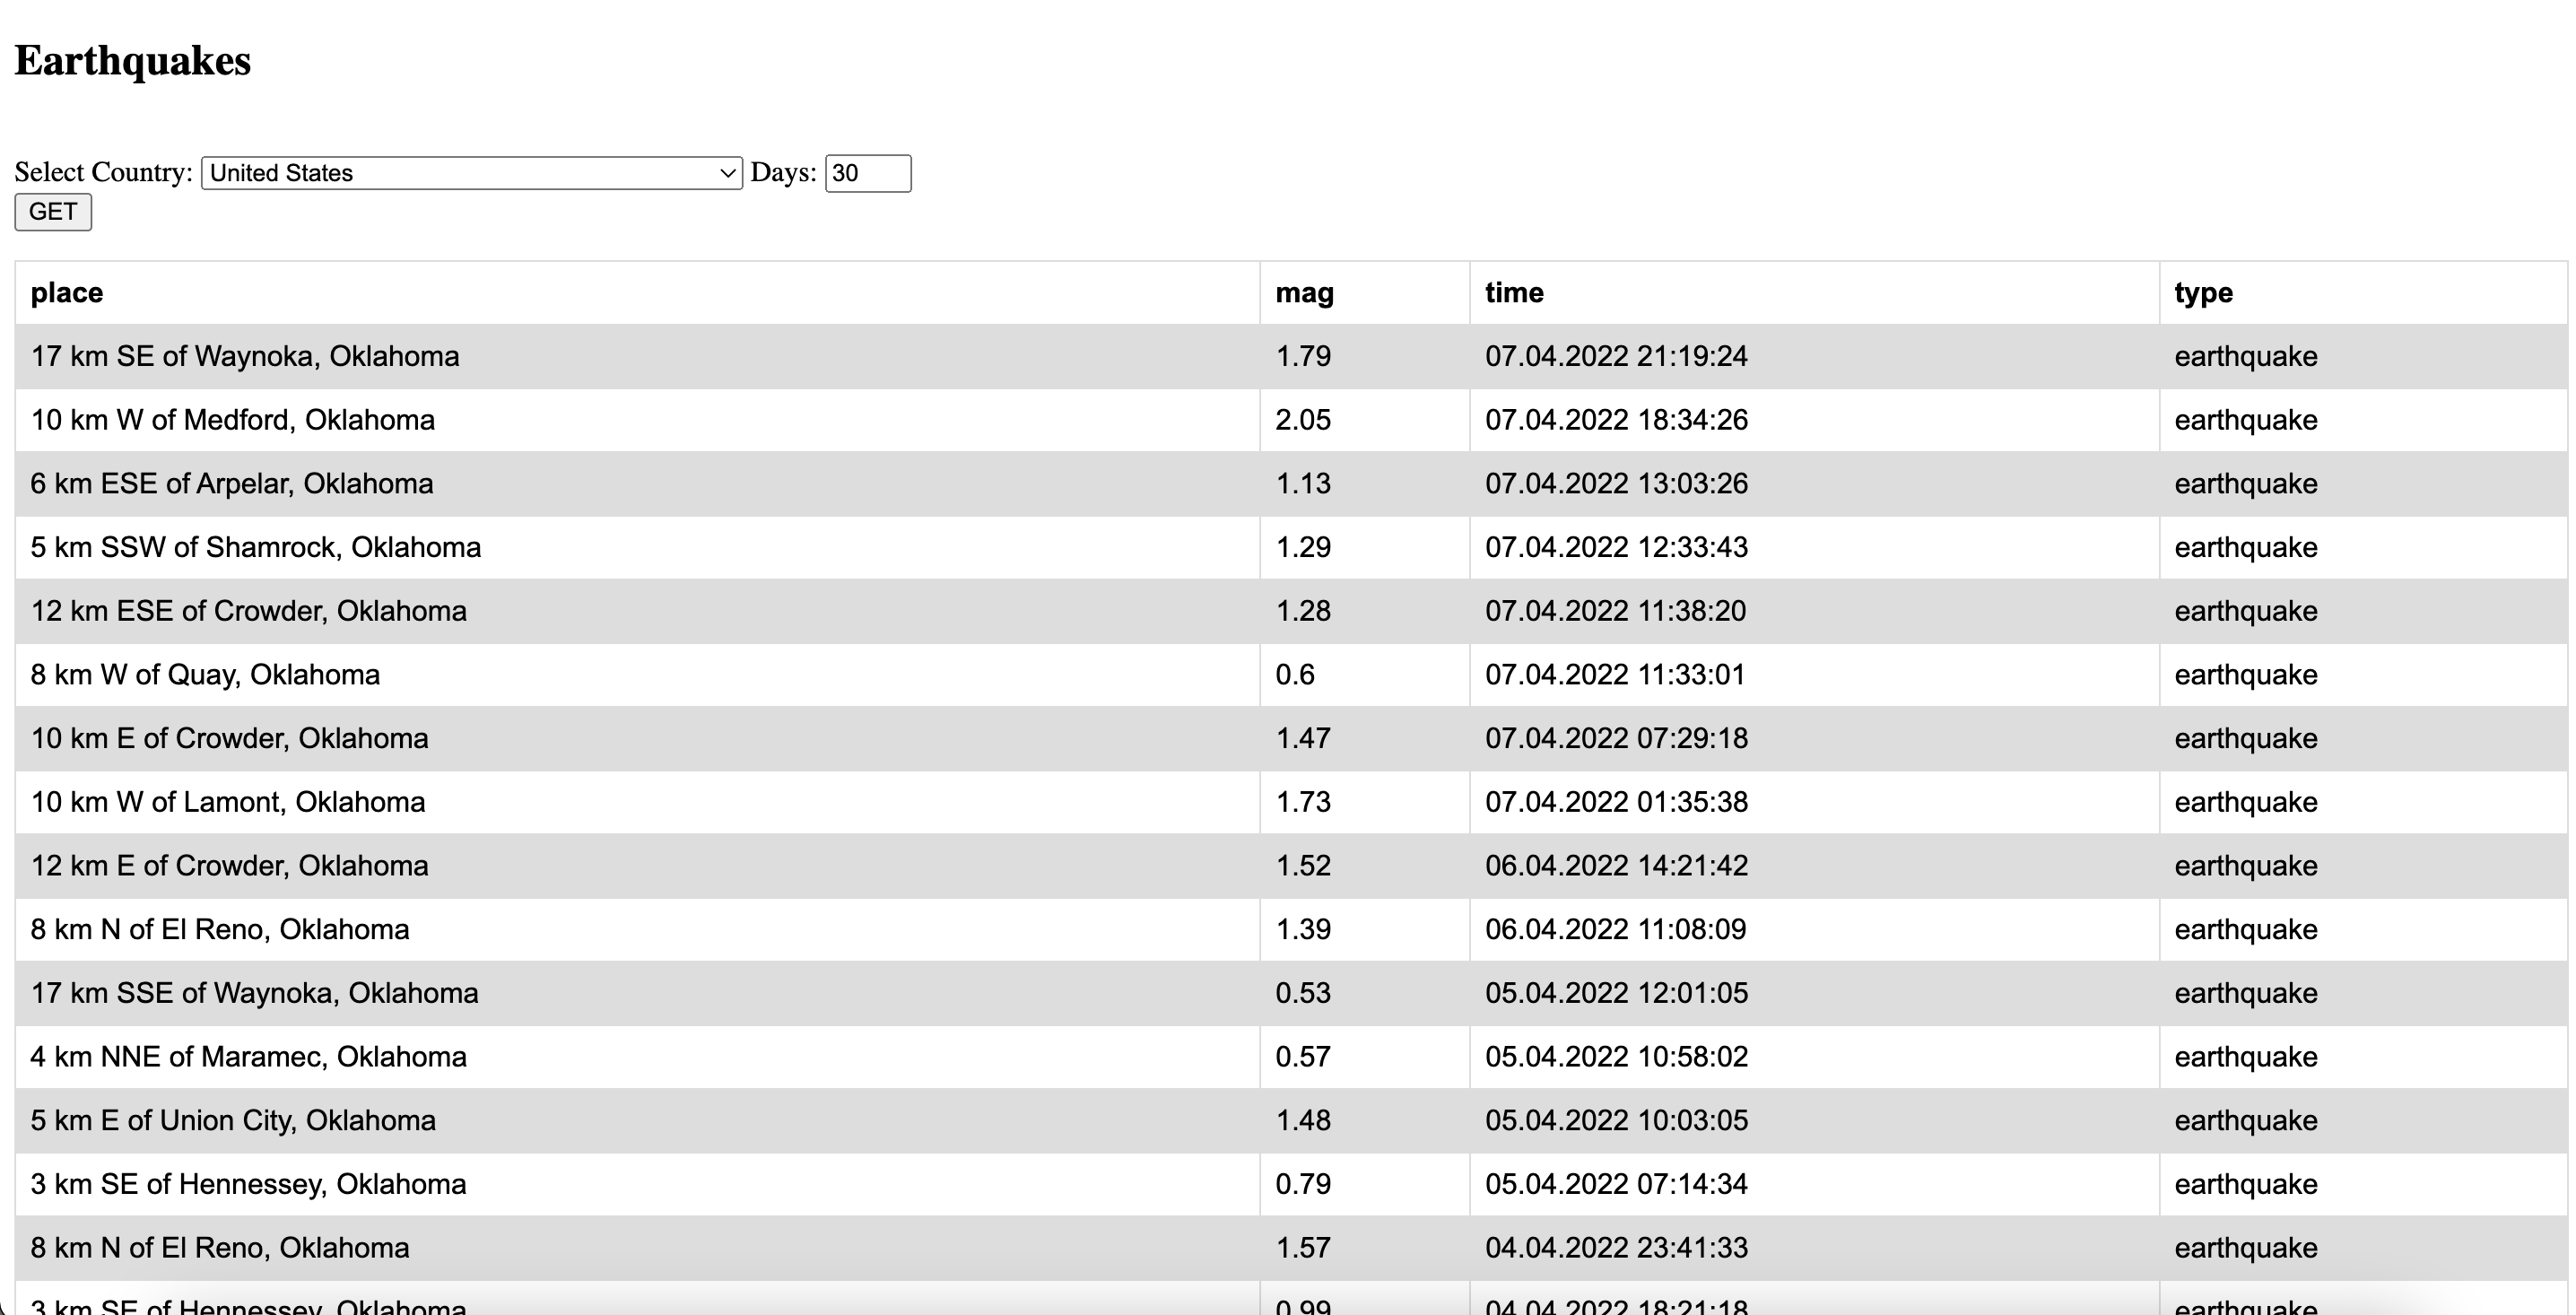 Earthquakes
Select Country: United States Days: 30
GET
place mag time type
17 km SE of Waynoka, Oklahoma 1.79 07.04.2022 21:19:24 earthquake
10 km W of Medford, Oklahoma 2.05 07.04.2022 18:34:26 earthquake
6 km ESE of Arpelar, Oklahoma 1.13 07.04.2022 13:03:26 earthquake
5 km SSW of Shamrock, Oklahoma 1.29 07.04.2022 12:33:43 earthquake
12 km ESE of Crowder, Oklahoma 1.28 07.04.2022 11:38:20 earthquake
8 km W of Quay, Oklahoma 0.6 07.04.2022 11:33:01 earthquake
10 km E of Crowder, Oklahoma 1.47 07.04.2022 07:29:18 earthquake
10 km W of Lamont, Oklahoma 1.73 07.04.2022 01:35:38 earthquake
12 km E of Crowder, Oklahoma 1.52 06.04.2022 14:21:42 earthquake
8 km N of El Reno, Oklahoma 1.39 06.04.2022 11:08:09 earthquake
17 km SSE of Waynoka, Oklahoma 0.53 05.04.2022 12:01:05 earthquake
4 km NNE of Maramec, Oklahoma 0.57 05.04.2022 10:58:02 earthquake
5 km E of Union City, Oklahoma 1.48 05.04.2022 10:03:05 earthquake
3 km SE of Hennessey, Oklahoma 0.79 05.04.2022 07:14:34 earthquake
8 km N of El Reno, Oklahoma 1.57 04.04.2022 23:41:33 earthquake
3 km SE of Hennessey, Oklahoma 0.99 04.04.2022 18:21:18 earthquake